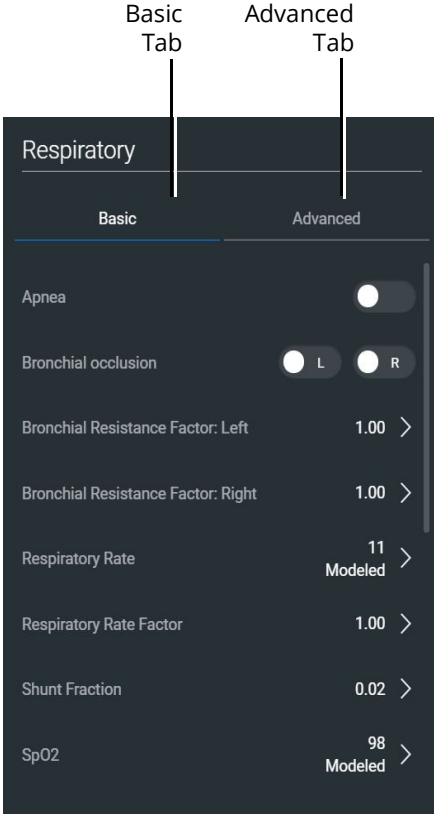 Basic Tab
Advanced Tab
Respiratory
Basic
Advanced
Apnea
Bronchial occlusion L R
Bronchial Resistance Factor: Left 1.00
Bronchial Resistance Factor: Right 1.00
Respiratory Rate 11 Modeled
Respiratory Rate Factor 1.00
Shunt Fraction 0.02
SpO2 98 Modeled